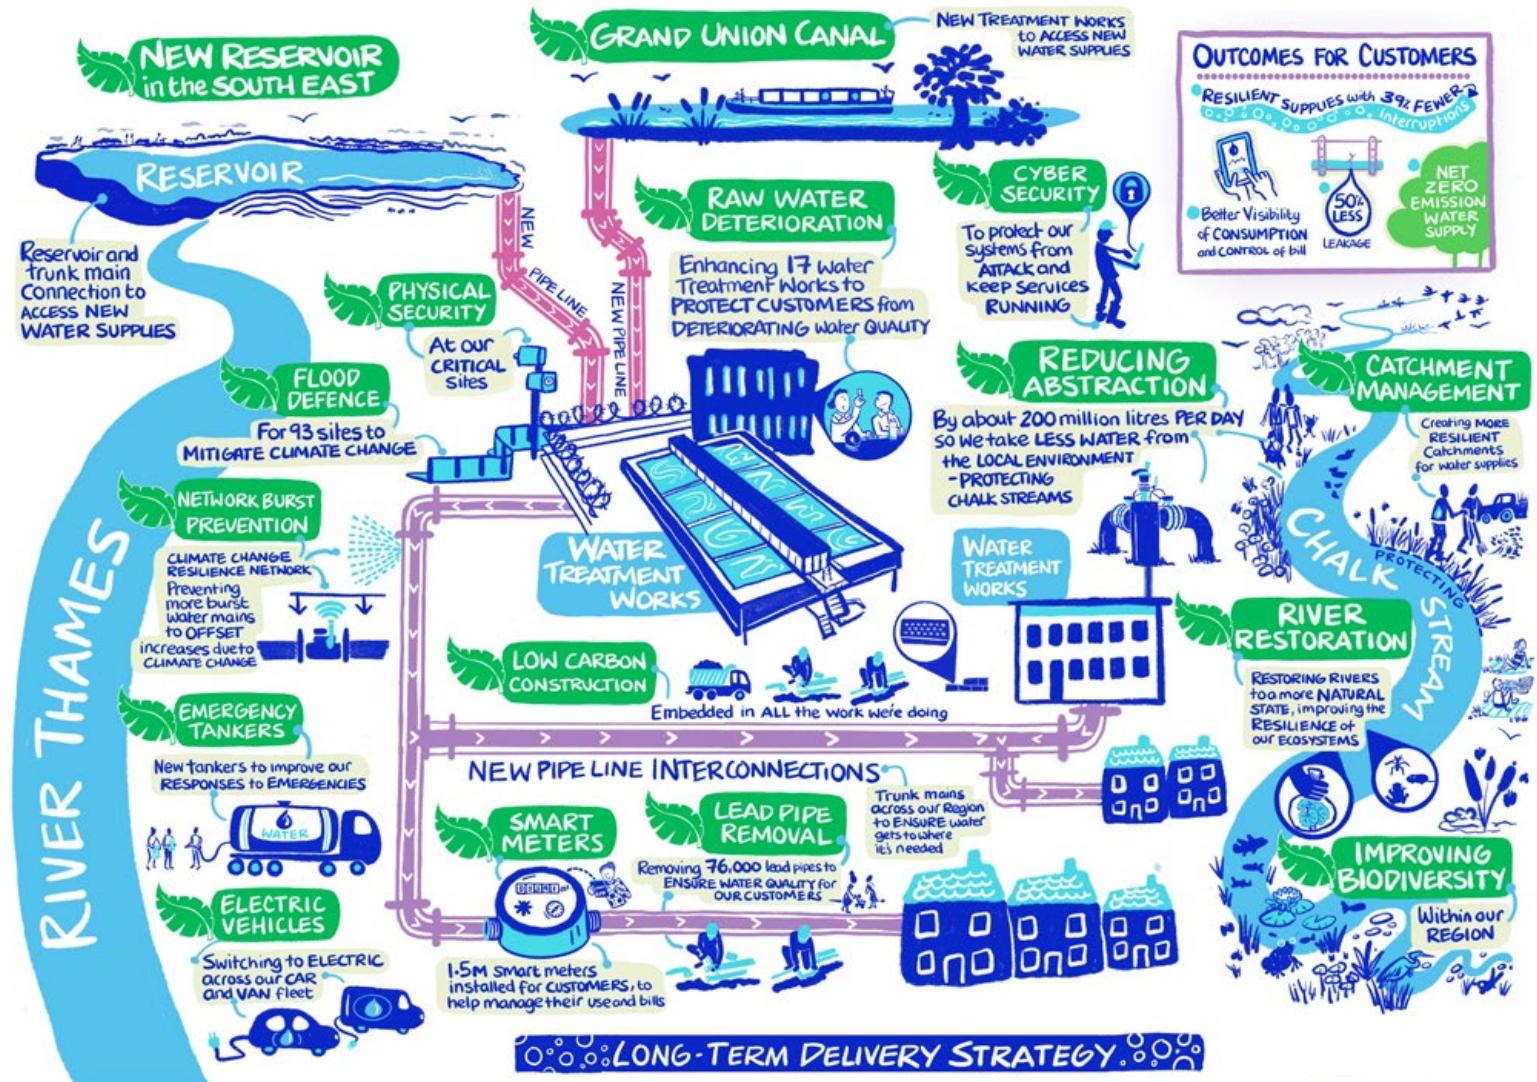 NEW RESERVOIR
in the SOUTH EAST
GRAND UNION CANAL
NEW TREATMENT WORKS
to ACCESS NEW
WATER SUPPLIES
OUTCOMES FOR CUSTOMERS
RESILIENT SUPPLIES with 39% FEWER
Interruptions
Better Visibility
of CONSUMPTION
and CONTROL of bill
50%
LESS
LEAKAGE
NET
ZERO
EMISSION
WATER
SUPPLY
RESERVOIR
Reservoir and
trunk main
Connection to
ACCESS NEW
WATER SUPPLIES
NEW
PIPELINE
NEW PIPELINE
RAW WATER
DETERIORATION
Enhancing 17 Water
Treatment Works to
PROTECT CUSTOMERS from
DETERIORATING Water QUALITY
CYBER
SECURITY
To protect our
systems from
ATTACK and
keep services
RUNNING
PHYSICAL
SECURITY
At our
CRITICAL
Sites
FLOOD
DEFENCE
For 93 sites to
MITIGATE CLIMATE CHANGE
REDUCING
ABSTRACTION
By about 200 million litres PER DAY
so we take LESS WATER from
the LOCAL ENVIRONMENT
- PROTECTING
CHALK STREAMS
CATCHMENT
MANAGEMENT
Creating MORE
RESILIENT
Catchments
for water supplies
NETWORK BURST
PREVENTION
CLIMATE CHANGE
RESILIENCE NETWORK
Preventing
more burst
water mains
to OFFSET
increases due to
CLIMATE CHANGE
WATER
TREATMENT
WORKS
WATER
TREATMENT
WORKS
PROTECTING
CHALK STREAM
RIVER
RESTORATION
RESTORING RIVERS
to a more NATURAL
STATE, improving the
RESILIENCE of
our ECOSYSTEMS
LOW CARBON
CONSTRUCTION
Embedded in ALL the work we're doing
EMERGENCY
TANKERS
New tankers to improve our
RESPONSES to EMERGENCIES
WATER
RIVER THAMES
NEW PIPELINE INTERCONNECTIONS
Trunk mains
across our Region
to ENSURE water
gets to where
it's needed
SMART
METERS
1.5M smart meters
installed for CUSTOMERS, to
help manage their use and bills
LEAD PIPE
REMOVAL
Removing 76,000 lead pipes to
ENSURE WATER QUALITY for
OUR CUSTOMERS
ELECTRIC
VEHICLES
Switching to ELECTRIC
across our CAR
and VAN fleet
IMPROVING
BIODIVERSITY
Within our
REGION
LONG-TERM DELIVERY STRATEGY